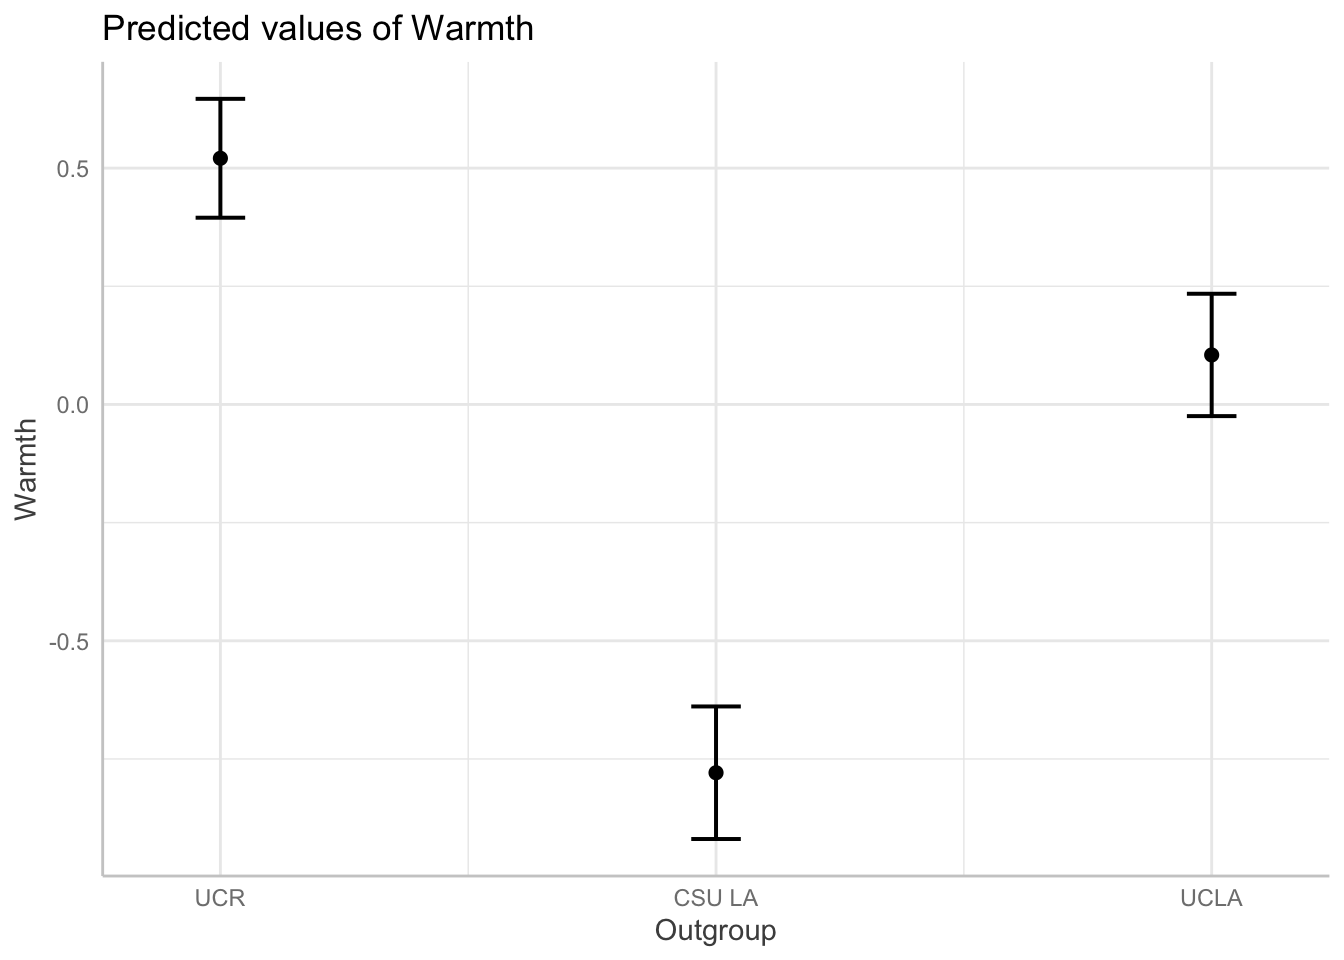 Predicted values of Warmth
0.5
0.0
-0.5
Warmth
UCR CSU LA UCLA
Outgroup